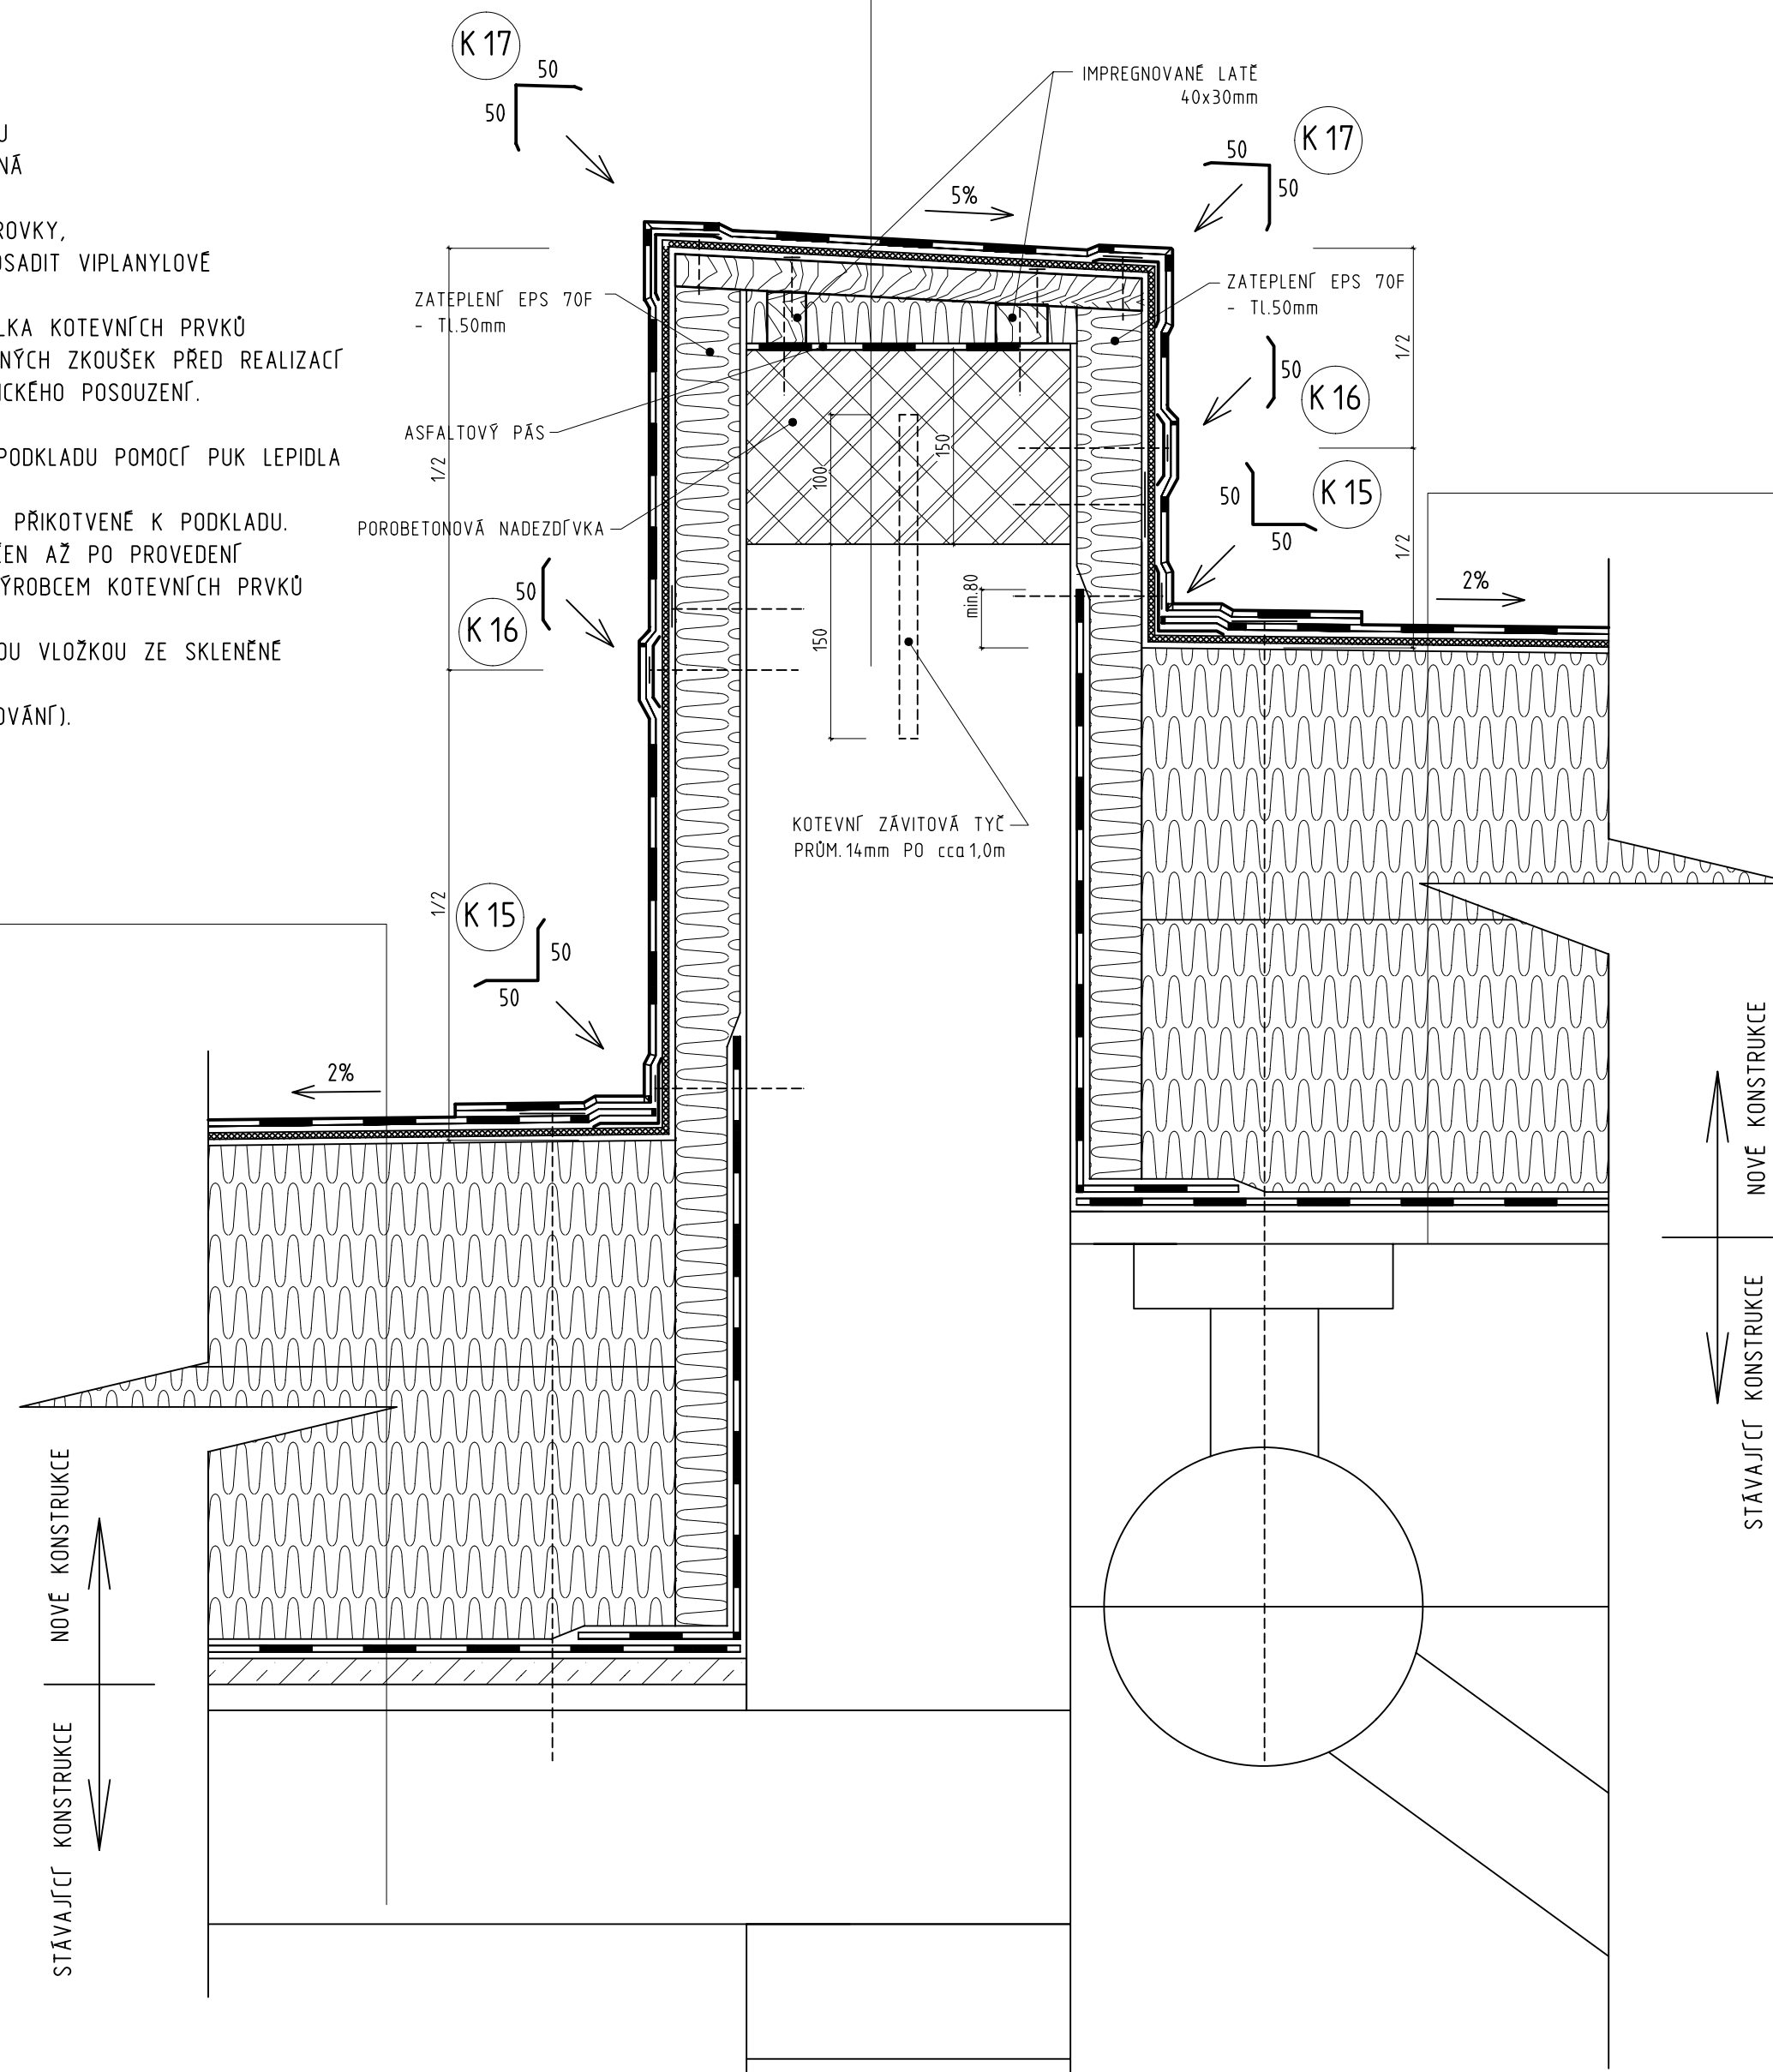 K 17
50
50
IMPREGNOVANÉ LATĚ
40x30mm
K 17
50
50
5%
U
NÁ
ROVKY,
OSADIT VIPLANYLOVÉ
LKA KOTEVNÍCH PRVKŮ
NÝCH ZKOUŠEK PŘED REALIZACÍ
ICKÉHO POSOUZENÍ.
PODKLADU POMOCÍ PUK LEPIDLA
PŘIKOTVENÉ K PODKLADU.
ČEN AŽ PO PROVEDENÍ
ÝROBCEM KOTEVNÍCH PRVKŮ
OU VLOŽKOU ZE SKLENĚNÉ
OVÁNÍ).
ZATEPLENÍ EPS 70F
- Tl.50mm
ZATEPLENÍ EPS 70F
- Tl.50mm
1/2
50
K 16
ASFALTOVÝ PÁS
1/2
100
150
50
K 15
50
POROBETONOVÁ NADEZDÍVKA
1/2
50
K 16
150
min.80
2%
KOTEVNÍ ZÁVITOVÁ TYČ
PRŮM.14mm PO cca 1,0m
1/2
K 15
50
50
2%
NOVÉ KONSTRUKCE
STÁVAJÍCÍ KONSTRUKCE
NOVÉ KONSTRUKCE
STÁVAJÍCÍ KONSTRUKCE